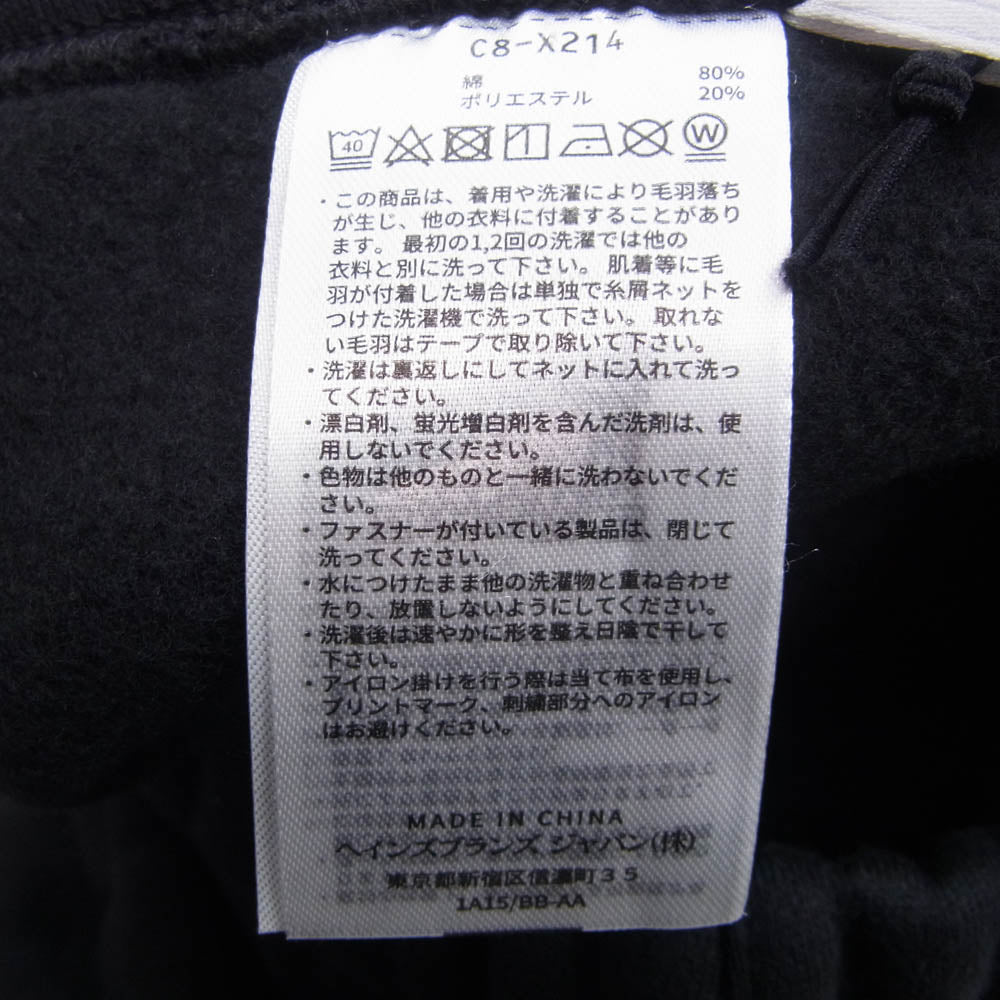 C8-X214
綿 80%
ポリエステル 20%
40 W
・この商品は、着用や洗濯により毛羽落ち
が生じ、他の衣料に付着することがあり
ます。 最初の1,2回の洗濯では他の
衣料と別に洗って下さい。 肌着等に毛
羽が付着した場合は単独で糸屑ネットを
つけた洗濯機で洗って下さい。 取れな
い毛羽はテープで取り除いて下さい。
・洗濯は裏返しにしてネットに入れて洗っ
てください。
・漂白剤、蛍光増白剤を含んだ洗剤は、使
用しないでください。
・色物は他のものと一緒に洗わないでくだ
さい。
・ファスナーが付いている製品は、閉じて
洗ってください。
・水につけたまま他の洗濯物と重ね合わせ
たり、放置しないようにしてください。
・洗濯後は速やかに形を整え日陰で干して
下さい。
・アイロン掛けを行う際は当て布を使用し、
プリントマーク、刺繍部分へのアイロン
はお避けください。
MADE IN CHINA
ヘインズブランズ ジャパン(株)
東京都新宿区信濃町35
1A15/BB-AA